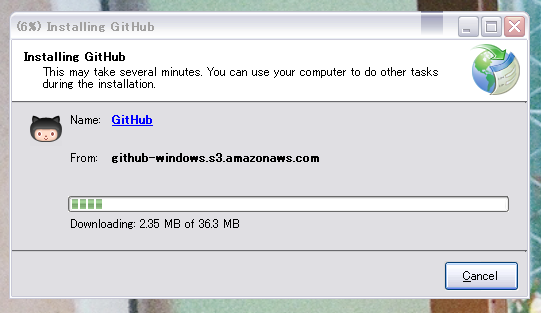 (6%) Installing GitHub
Installing GitHub
This may take several minutes. You can use your computer to do other tasks
during the installation.
Name: GitHub
From: github-windows.s3.amazonaws.com
Downloading: 2.35 MB of 36.3 MB
Cancel